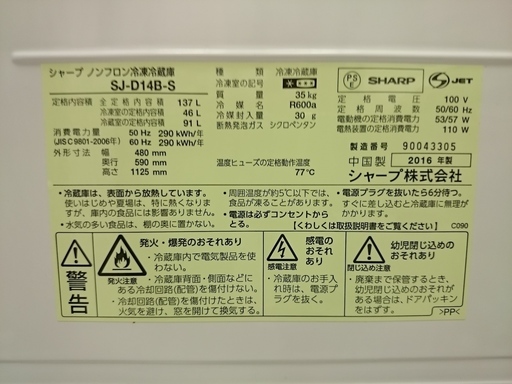 シャープ ノンフロン冷凍冷蔵庫
SJ-D14B-S
定格内容積 全定格内容積 137 L
冷凍室の定格内容積 46 L
冷蔵室の定格内容積 91 L
消費電力量 50 Hz 290 kWh/年
(JIS C 9801-2006年) 60 Hz 290 kWh/年
外形寸法 幅 480 mm
奥行 590 mm
高さ 1125 mm
種類 冷凍冷蔵庫
冷凍室の記号
質量 35 kg
冷媒 R600a
冷媒封入量 30 g
断熱発泡ガス シクロペンタン
温度ヒューズの定格動作温度
77℃
PS E SHARP JET
定格電圧 100 V
定格周波数 50/60 Hz
電動機の定格消費電力 53/57 W
電熱装置の定格消費電力 110 W
製造番号 90043305
中国製 2016 年製
シャープ株式会社
・冷蔵庫は、表面から放熱しています。
使いはじめや夏場は、特に熱くなりま
すが、庫内の食品には影響ありません。
・水気の多い食品は、棚の奥に置かない。
・周囲温度が約5℃以下では、
食品が凍ることがあります。
・電源は必ずコンセントか
らとる。
・電源プラグを抜いたら6分待つ。
すぐに差し込むと冷蔵庫に無理が
かかります。
【くわしくは取扱説明書をご覧ください】 C090
警告
発火・爆発のおそれあり
発火注意
・冷蔵庫内で電気製品を使
わない。
・冷蔵庫背面・側面などに
ある冷却回路(配管)を傷付けない。
・冷却回路(配管)を傷付けたときは、
火気を避け、窓を開けて換気する。
感電の
おそれあり
感電注意
・冷蔵庫のお手入
れ時は、電源プ
ラグを抜く。
幼児閉じ込めの
おそれあり
閉じ込め注意
・廃棄まで保管するとき、
幼児閉じ込めのおそれが
ある場合は、ドアパッキン
をはずす。
>PP<